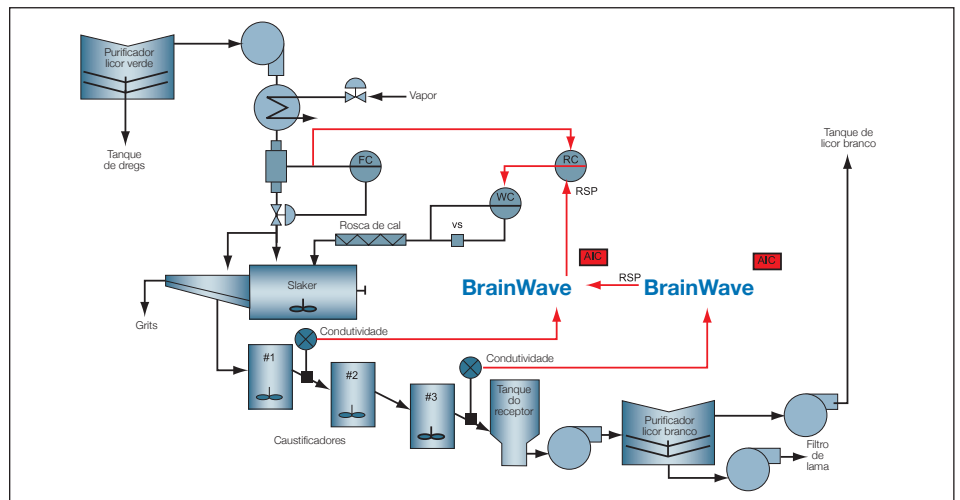 Purificador
licor verde
Vapor
Tanque
de dregs
Tanque de
licor branco
FC
RC
RSP
WC
Rosca de cal
vs
AIC
AIC
RSP
BrainWave
BrainWave
Slaker
Grits
Condutividade
Condutividade
#1
#2
#3
Tanque
do
receptor
Caustificadores
Purificador
licor branco
Filtro
de
lama